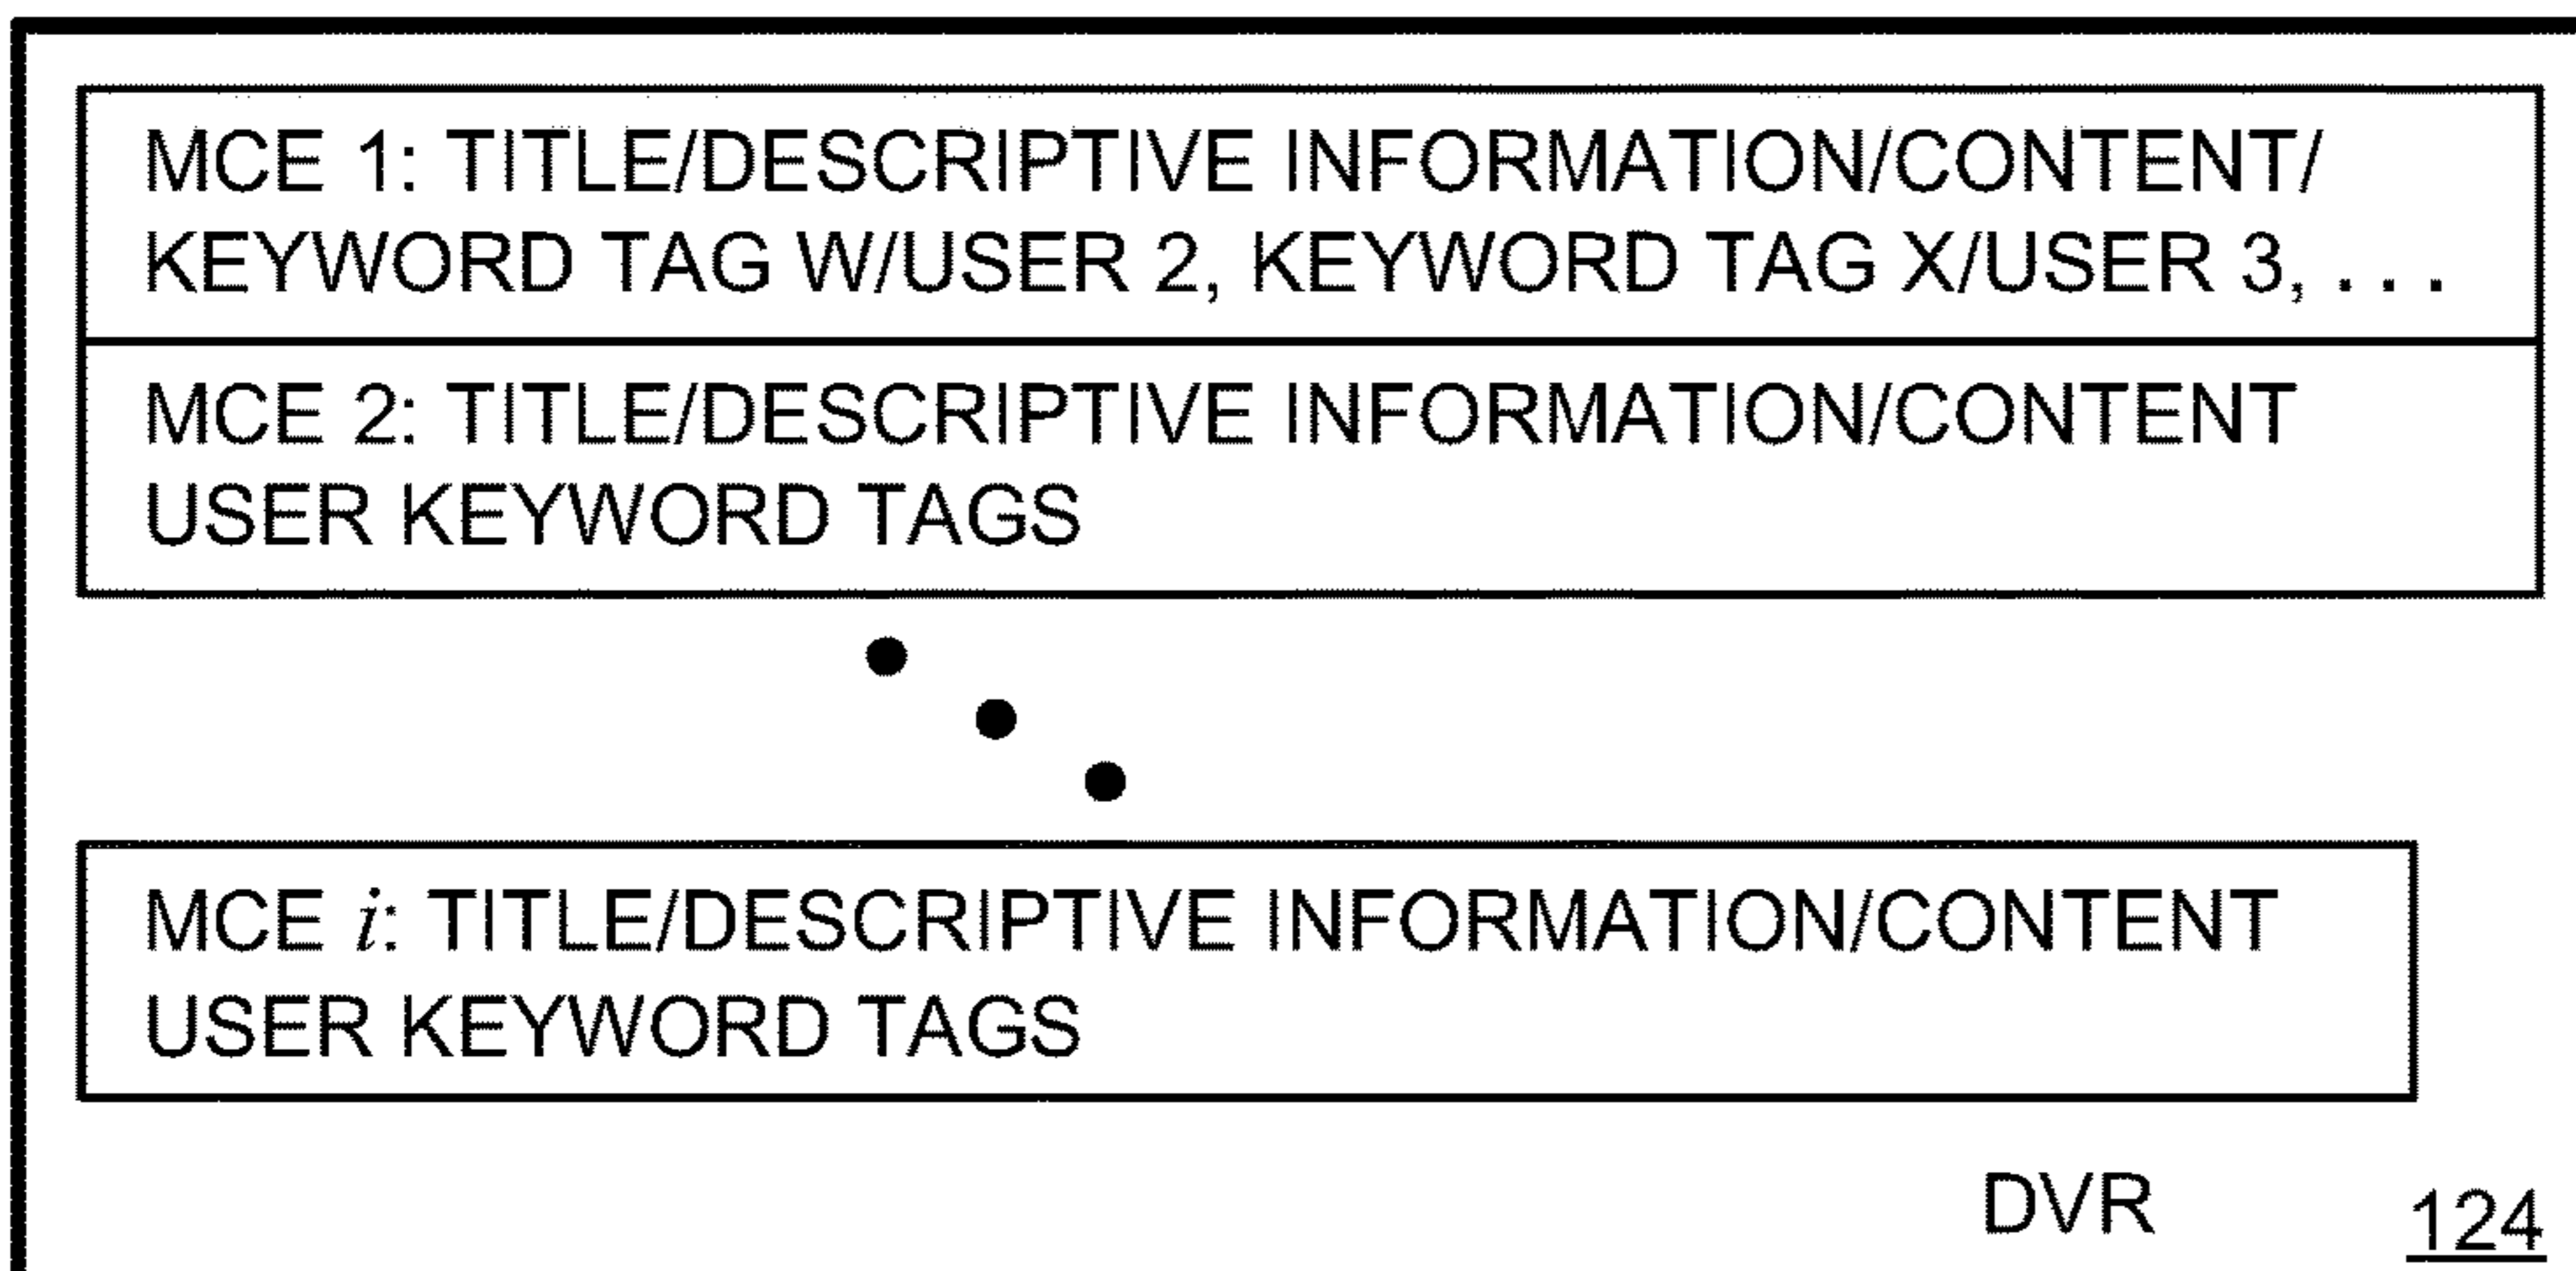 MCE 1: TITLE/DESCRIPTIVE INFORMATION/CONTENT/
KEYWORD TAG W/USER 2, KEYWORD TAG X/USER 3, . . .
MCE 2: TITLE/DESCRIPTIVE INFORMATION/CONTENT
USER KEYWORD TAGS
MCE i: TITLE/DESCRIPTIVE INFORMATION/CONTENT
USER KEYWORD TAGS
DVR 124